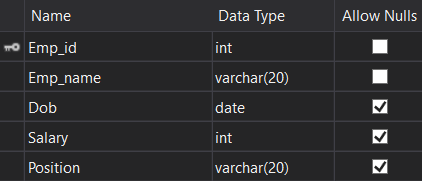 Name Data Type Allow Nulls
Emp_id int
Emp_name varchar(20)
Dob date
Salary int
Position varchar(20)